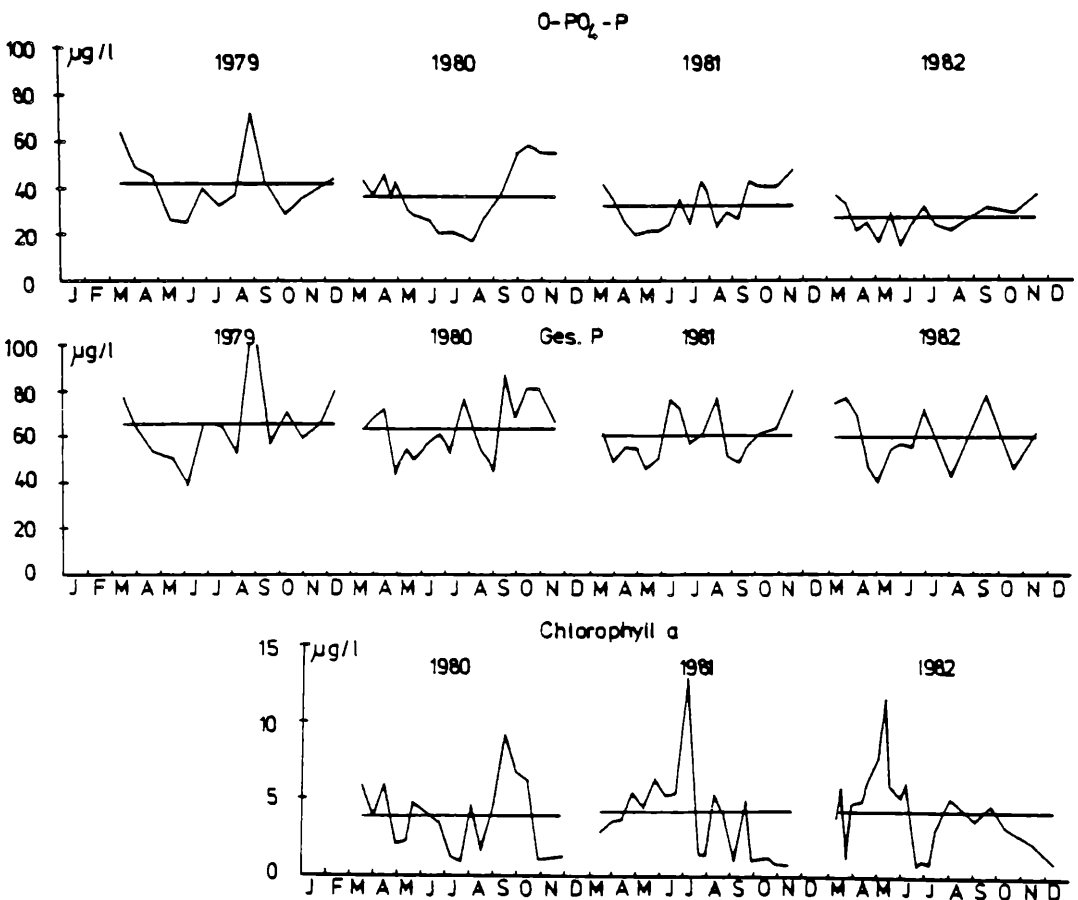 O-PO₄-P
µg/l 1979 1980 1981 1982
100
80
60
40
20
0
J F M A M J J A S O N D J F M A M J J A S O N D M A M J J A S O N D M A M J J A S O N D
Ges. P
µg/l 1979 1980 1981 1982
100
80
60
40
20
0
J F M A M J J A S O N D M A M J J A S O N D M A M J J A S O N D M A M J J A S O N D
Chlorophyll a
µg/l 1980 1981 1982
15
10
5
0
J F M A M J J A S O N D M A M J J A S O N D M A M J J A S O N D